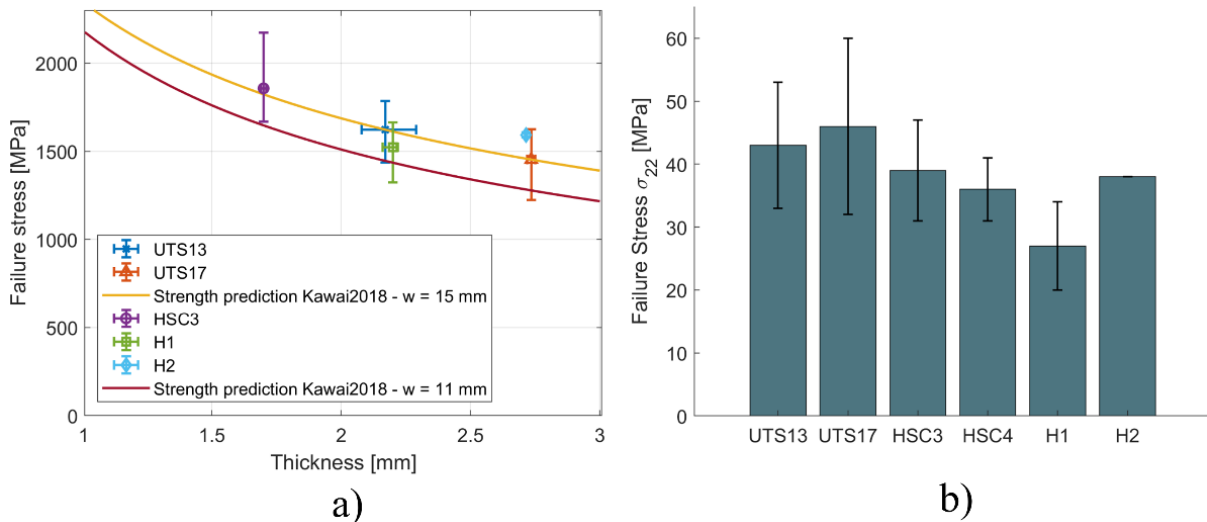 Failure stress [MPa]
2000
1500
1000
500
0
UTS13
UTS17
Strength prediction Kawai2018 - w = 15 mm
HSC3
H1
H2
Strength prediction Kawai2018 - w = 11 mm
1 1.5 2 2.5 3
Thickness [mm]
a)
Failure Stress σ22 [MPa]
60
50
40
30
20
10
0
UTS13 UTS17 HSC3 HSC4 H1 H2
b)